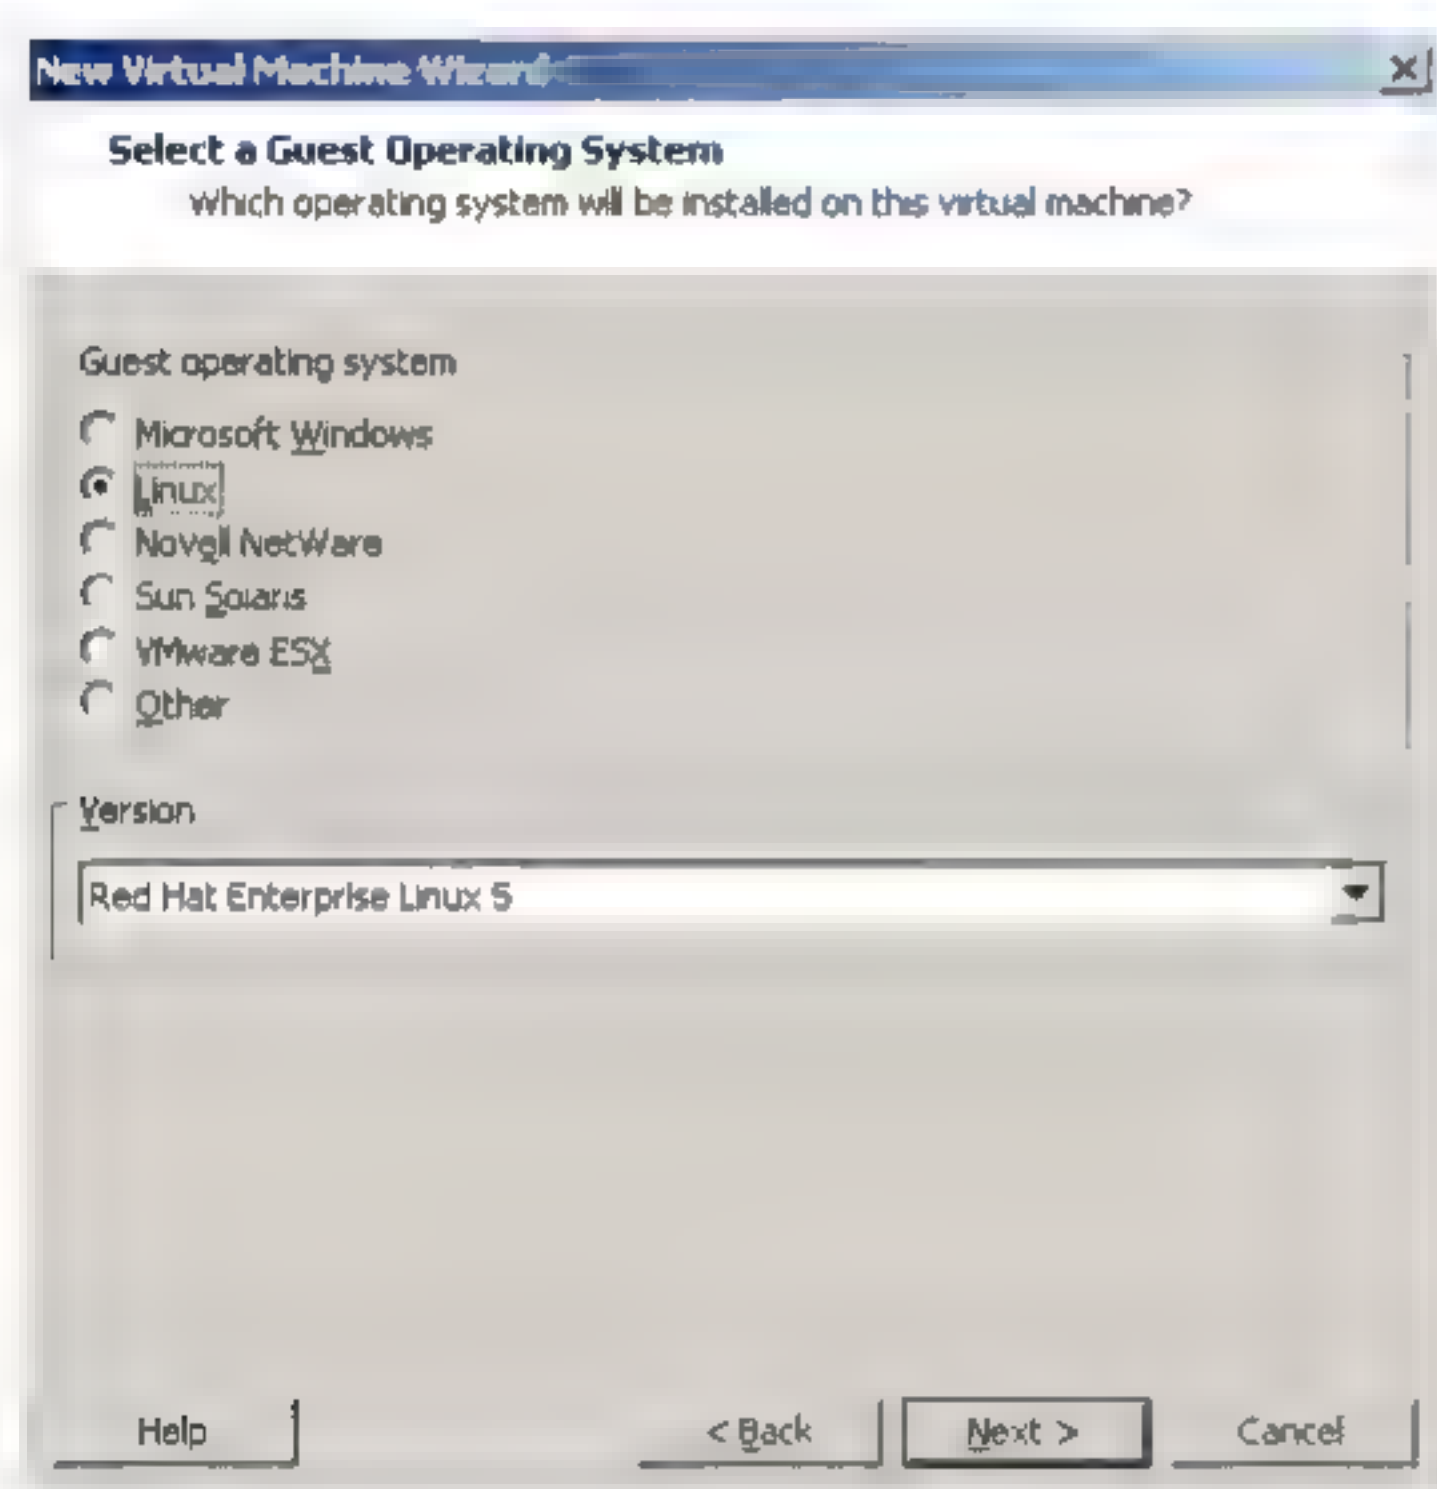 New Virtual Machine Wizard
Select a Guest Operating System
Which operating system will be installed on this virtual machine?
Guest operating system
Microsoft Windows
Linux
Novell NetWare
Sun Solaris
VMware ESX
Other
Version
Red Hat Enterprise Linux 5
Help
< Back
Next >
Cancel